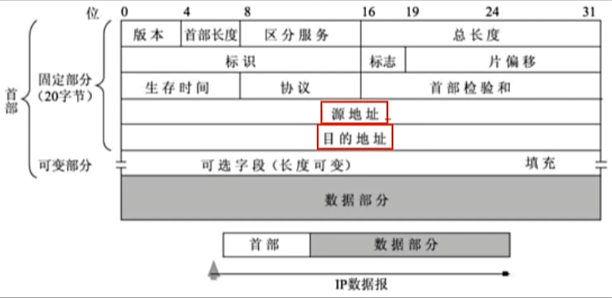 位 0 4 8 16 19 24 31
版本 首部长度 区分服务 总长度
标识 标志 片偏移
生存时间 协议 首部检验和
源地址
目的地址
首部
固定部分
(20字节)
可变部分 可选字段(长度可变) 填充
数据部分
首部 数据部分
IP数据报